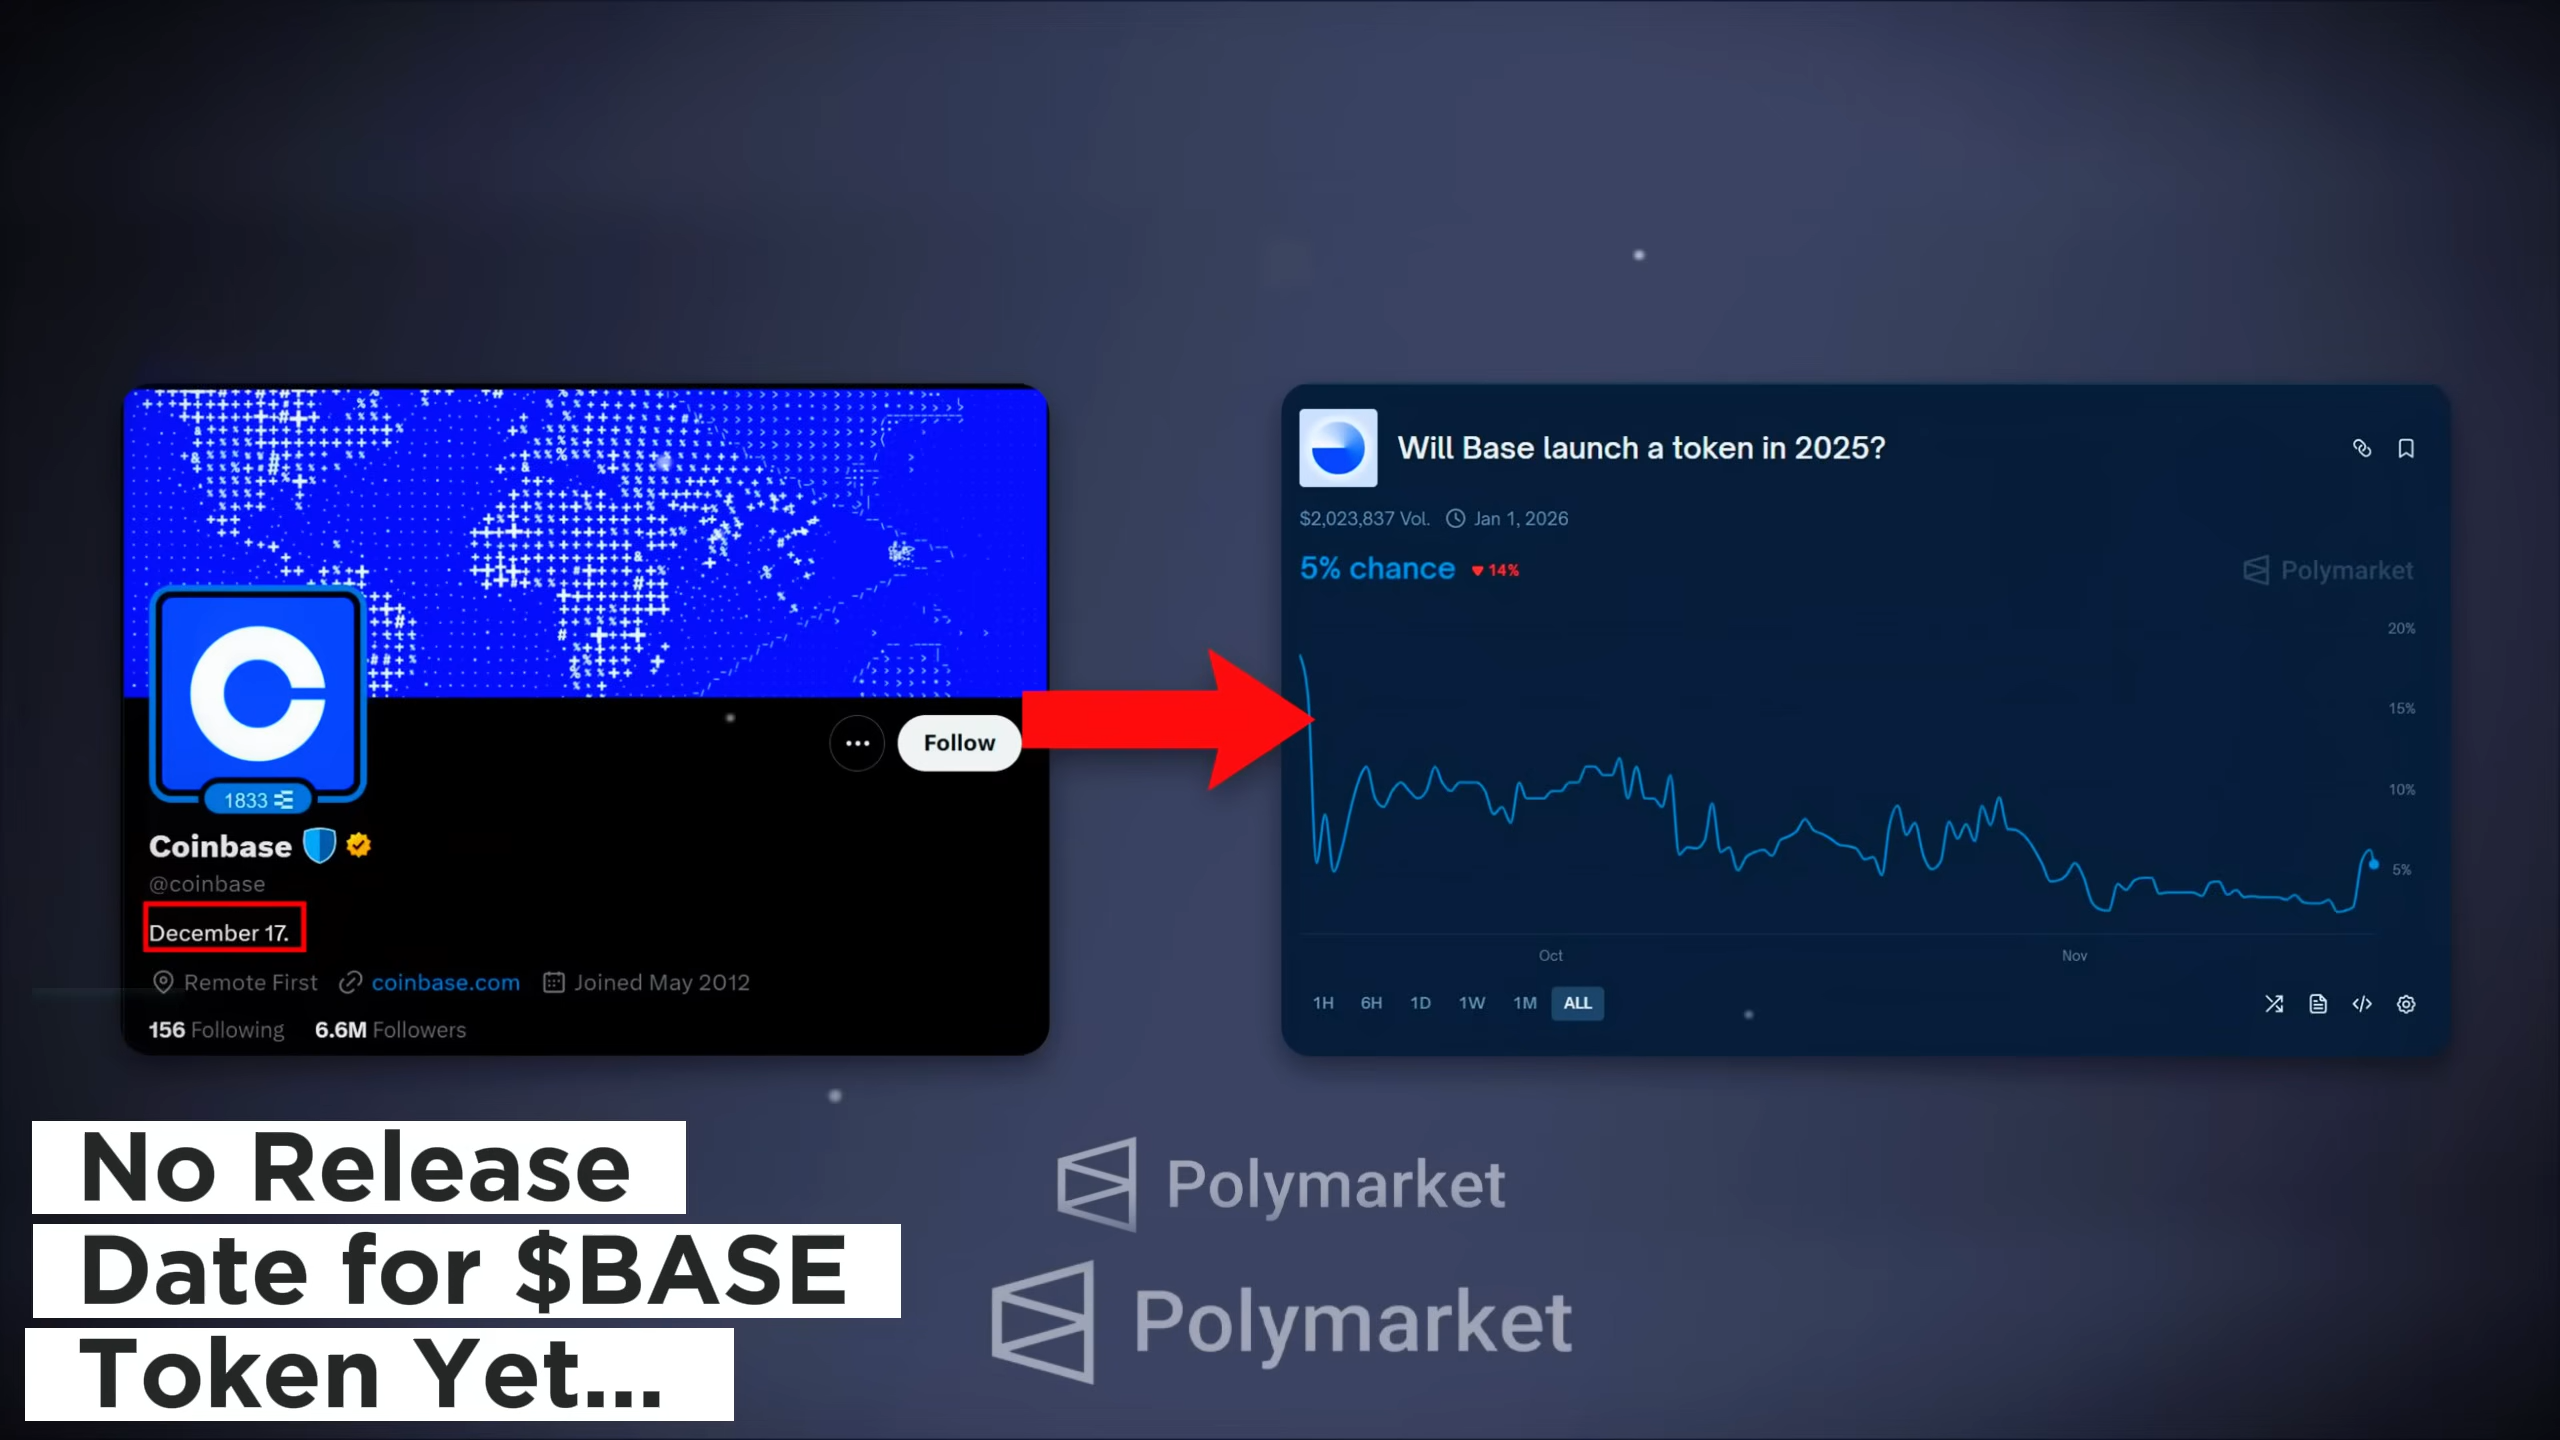 1833
Coinbase
@coinbase
December 17.
Remote First coinbase.com Joined May 2012
156 Following 6.6M Followers
... Follow
Will Base launch a token in 2025?
$2,023,837 Vol. Jan 1, 2026
5% chance ▼ 14%
Polymarket
20%
15%
10%
5%
Oct Nov
1H 6H 1D 1W 1M ALL
</>
No Release
Date for $BASE
Token Yet...
Polymarket
Polymarket